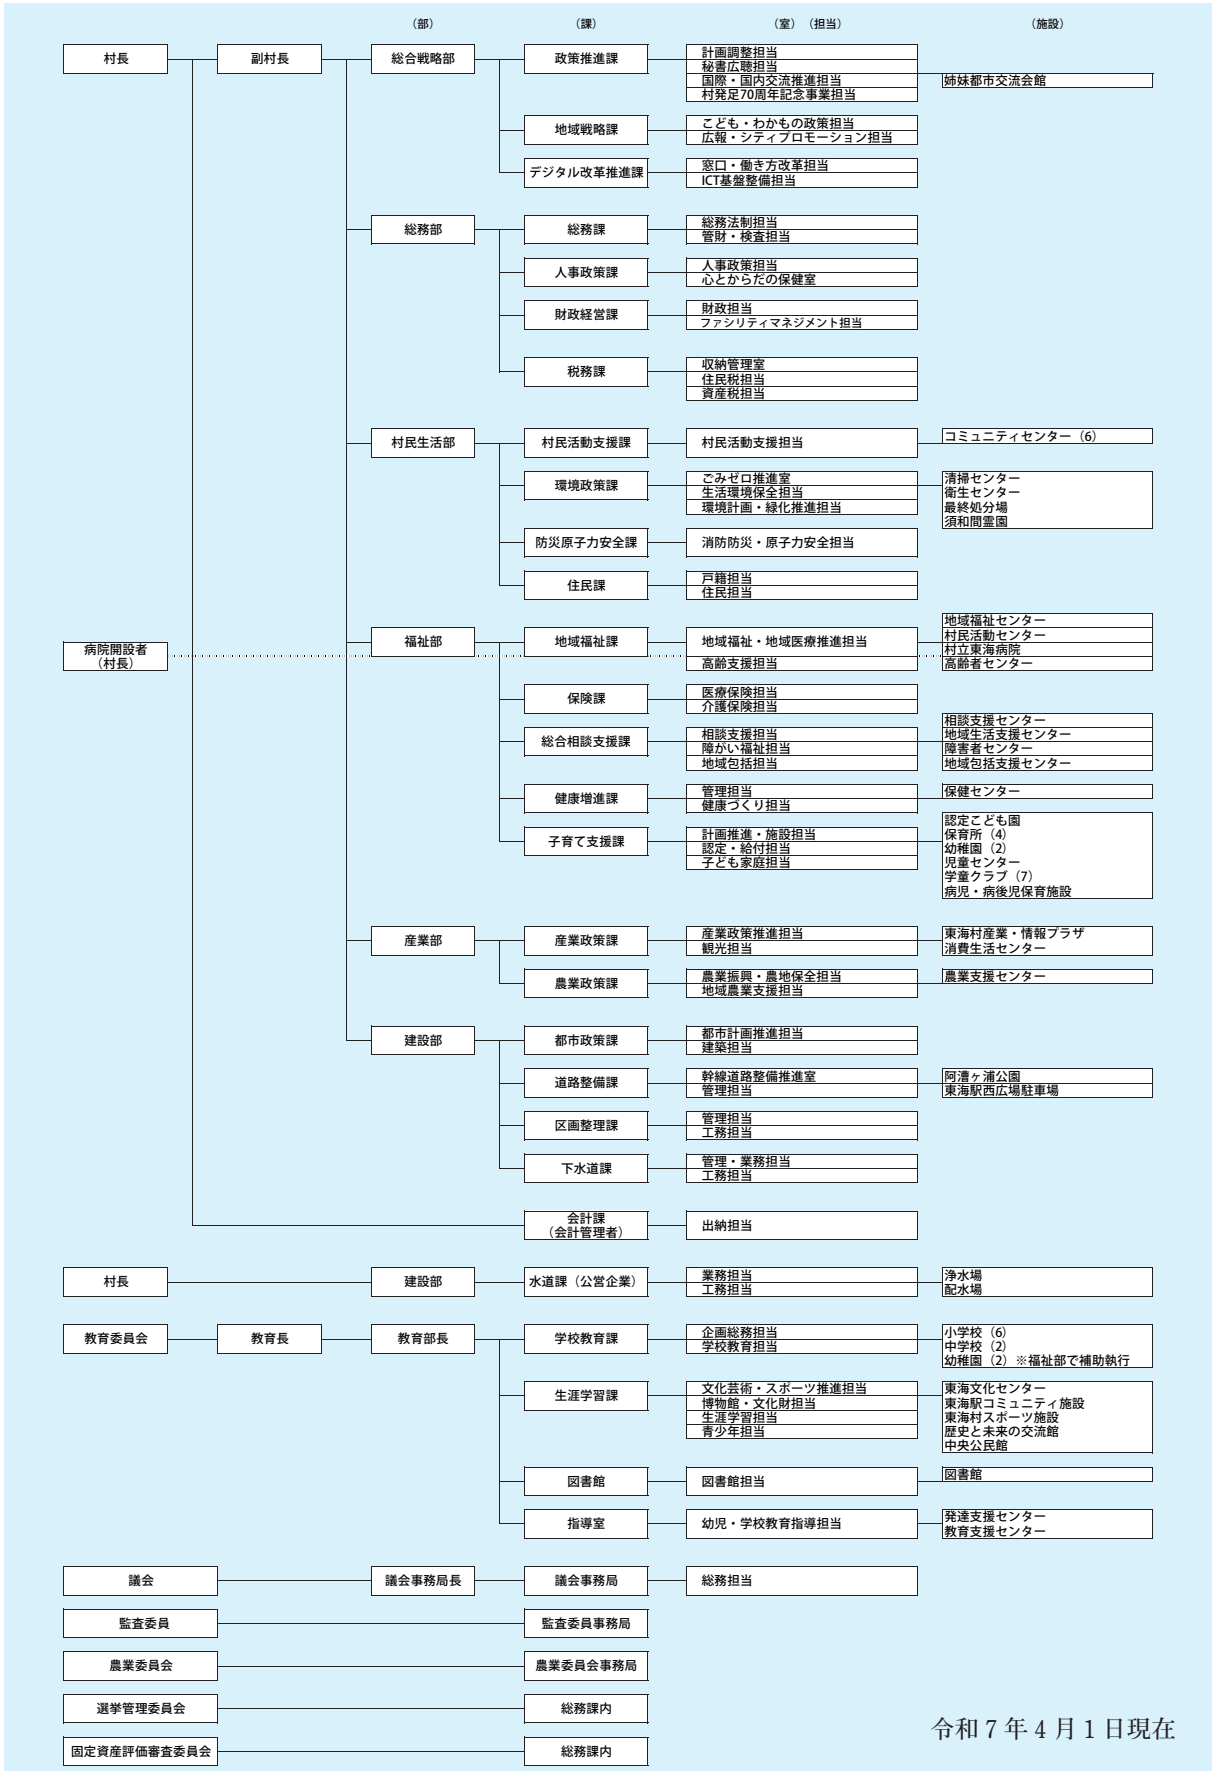 （部）
（課）
（室）（担当）
（施設）
村長
副村長
総合戦略部
政策推進課
計画調整担当
秘書広聴担当
国際・国内交流推進担当
村発足70周年記念事業担当
姉妹都市交流会館
地域戦略課
こども・わかもの政策担当
広報・シティプロモーション担当
デジタル改革推進課
窓口・働き方改革担当
ICT基盤整備担当
総務部
総務課
総務法制担当
管財・検査担当
人事政策課
人事政策担当
心とからだの保健室
財政経営課
財政担当
ファシリティマネジメント担当
税務課
収納管理室
住民税担当
資産税担当
村民生活部
村民活動支援課
村民活動支援担当
コミュニティセンター（6）
環境政策課
ごみゼロ推進室
生活環境保全担当
環境計画・緑化推進担当
清掃センター
衛生センター
最終処分場
須和間霊園
防災原子力安全課
消防防災・原子力安全担当
住民課
戸籍担当
住民担当
病院開設者
（村長）
福祉部
地域福祉課
地域福祉・地域医療推進担当
高齢支援担当
地域福祉センター
村民活動センター
村立東海病院
高齢者センター
保険課
医療保険担当
介護保険担当
総合相談支援課
相談支援担当
障がい福祉担当
地域包括担当
相談支援センター
地域生活支援センター
障害者センター
地域包括支援センター
健康増進課
管理担当
健康づくり担当
保健センター
子育て支援課
計画推進・施設担当
認定・給付担当
子ども家庭担当
認定こども園
保育所（4）
幼稚園（2）
児童センター
学童クラブ（7）
病児・病後児保育施設
産業部
産業政策課
産業政策推進担当
観光担当
東海村産業・情報プラザ
消費生活センター
農業政策課
農業振興・農地保全担当
地域農業支援担当
農業支援センター
建設部
都市政策課
都市計画推進担当
建築担当
道路整備課
幹線道路整備推進室
管理担当
阿漕ヶ浦公園
東海駅西広場駐車場
区画整理課
管理担当
工務担当
下水道課
管理・業務担当
工務担当
会計課
（会計管理者）
出納担当
村長
建設部
水道課（公営企業）
業務担当
工務担当
浄水場
配水場
教育委員会
教育長
教育部長
学校教育課
企画総務担当
学校教育担当
小学校（6）
中学校（2）
幼稚園（2）※福祉部で補助執行
生涯学習課
文化芸術・スポーツ推進担当
博物館・文化財担当
生涯学習担当
青少年担当
東海文化センター
東海駅コミュニティ施設
東海村スポーツ施設
歴史と未来の交流館
中央公民館
図書館
図書館担当
図書館
指導室
幼児・学校教育指導担当
発達支援センター
教育支援センター
議会
議会事務局長
議会事務局
総務担当
監査委員
監査委員事務局
農業委員会
農業委員会事務局
選挙管理委員会
総務課内
固定資産評価審査委員会
総務課内
令和７年４月１日現在